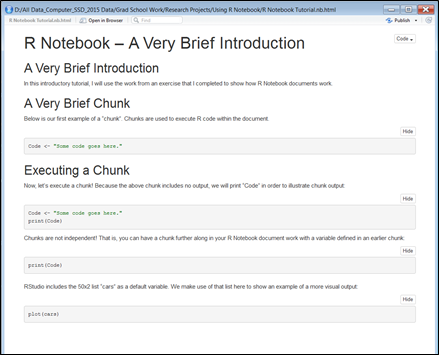 D:/All Data_Computer_SSD_2015 Data/Grad School Work/Research Projects/Using R Notebook/R Notebook Tutorial.nb.html
R Notebook Tutorial.nb.html Open in Browser Find Publish
R Notebook – A Very Brief Introduction
Code
A Very Brief Introduction
In this introductory tutorial, I will use the work from an exercise that I completed to show how R Notebook documents work.
A Very Brief Chunk
Below is our first example of a "chunk". Chunks are used to execute R code within the document.
Hide
Code <- "Some code goes here."
Executing a Chunk
Now, let's execute a chunk! Because the above chunk includes no output, we will print "Code" in order to illustrate chunk output:
Hide
Code <- "Some code goes here."
print(Code)
Chunks are not independent! That is, you can have a chunk further along in your R Notebook document work with a variable defined in an earlier chunk:
Hide
print(Code)
RStudio includes the 50x2 list "cars" as a default variable. We make use of that list here to show an example of a more visual output:
Hide
plot(cars)